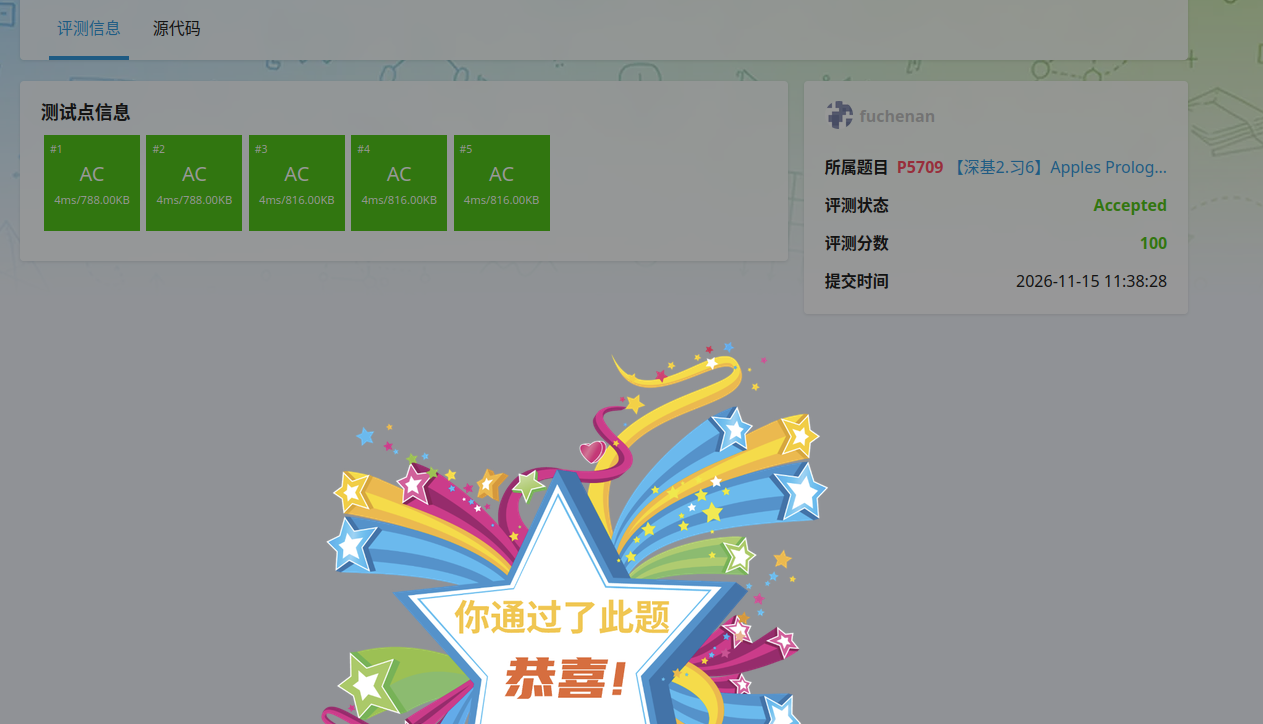 评测信息 源代码
测试点信息
#1 #2 #3 #4 #5
AC AC AC AC AC
4ms/788.00KB 4ms/788.00KB 4ms/816.00KB 4ms/816.00KB 4ms/816.00KB
fuchenan
所属题目 P5709 【深基2.习6】Apples Prolog...
评测状态 Accepted
评测分数 100
提交时间 2026-11-15 11:38:28
你通过了此题
恭喜!